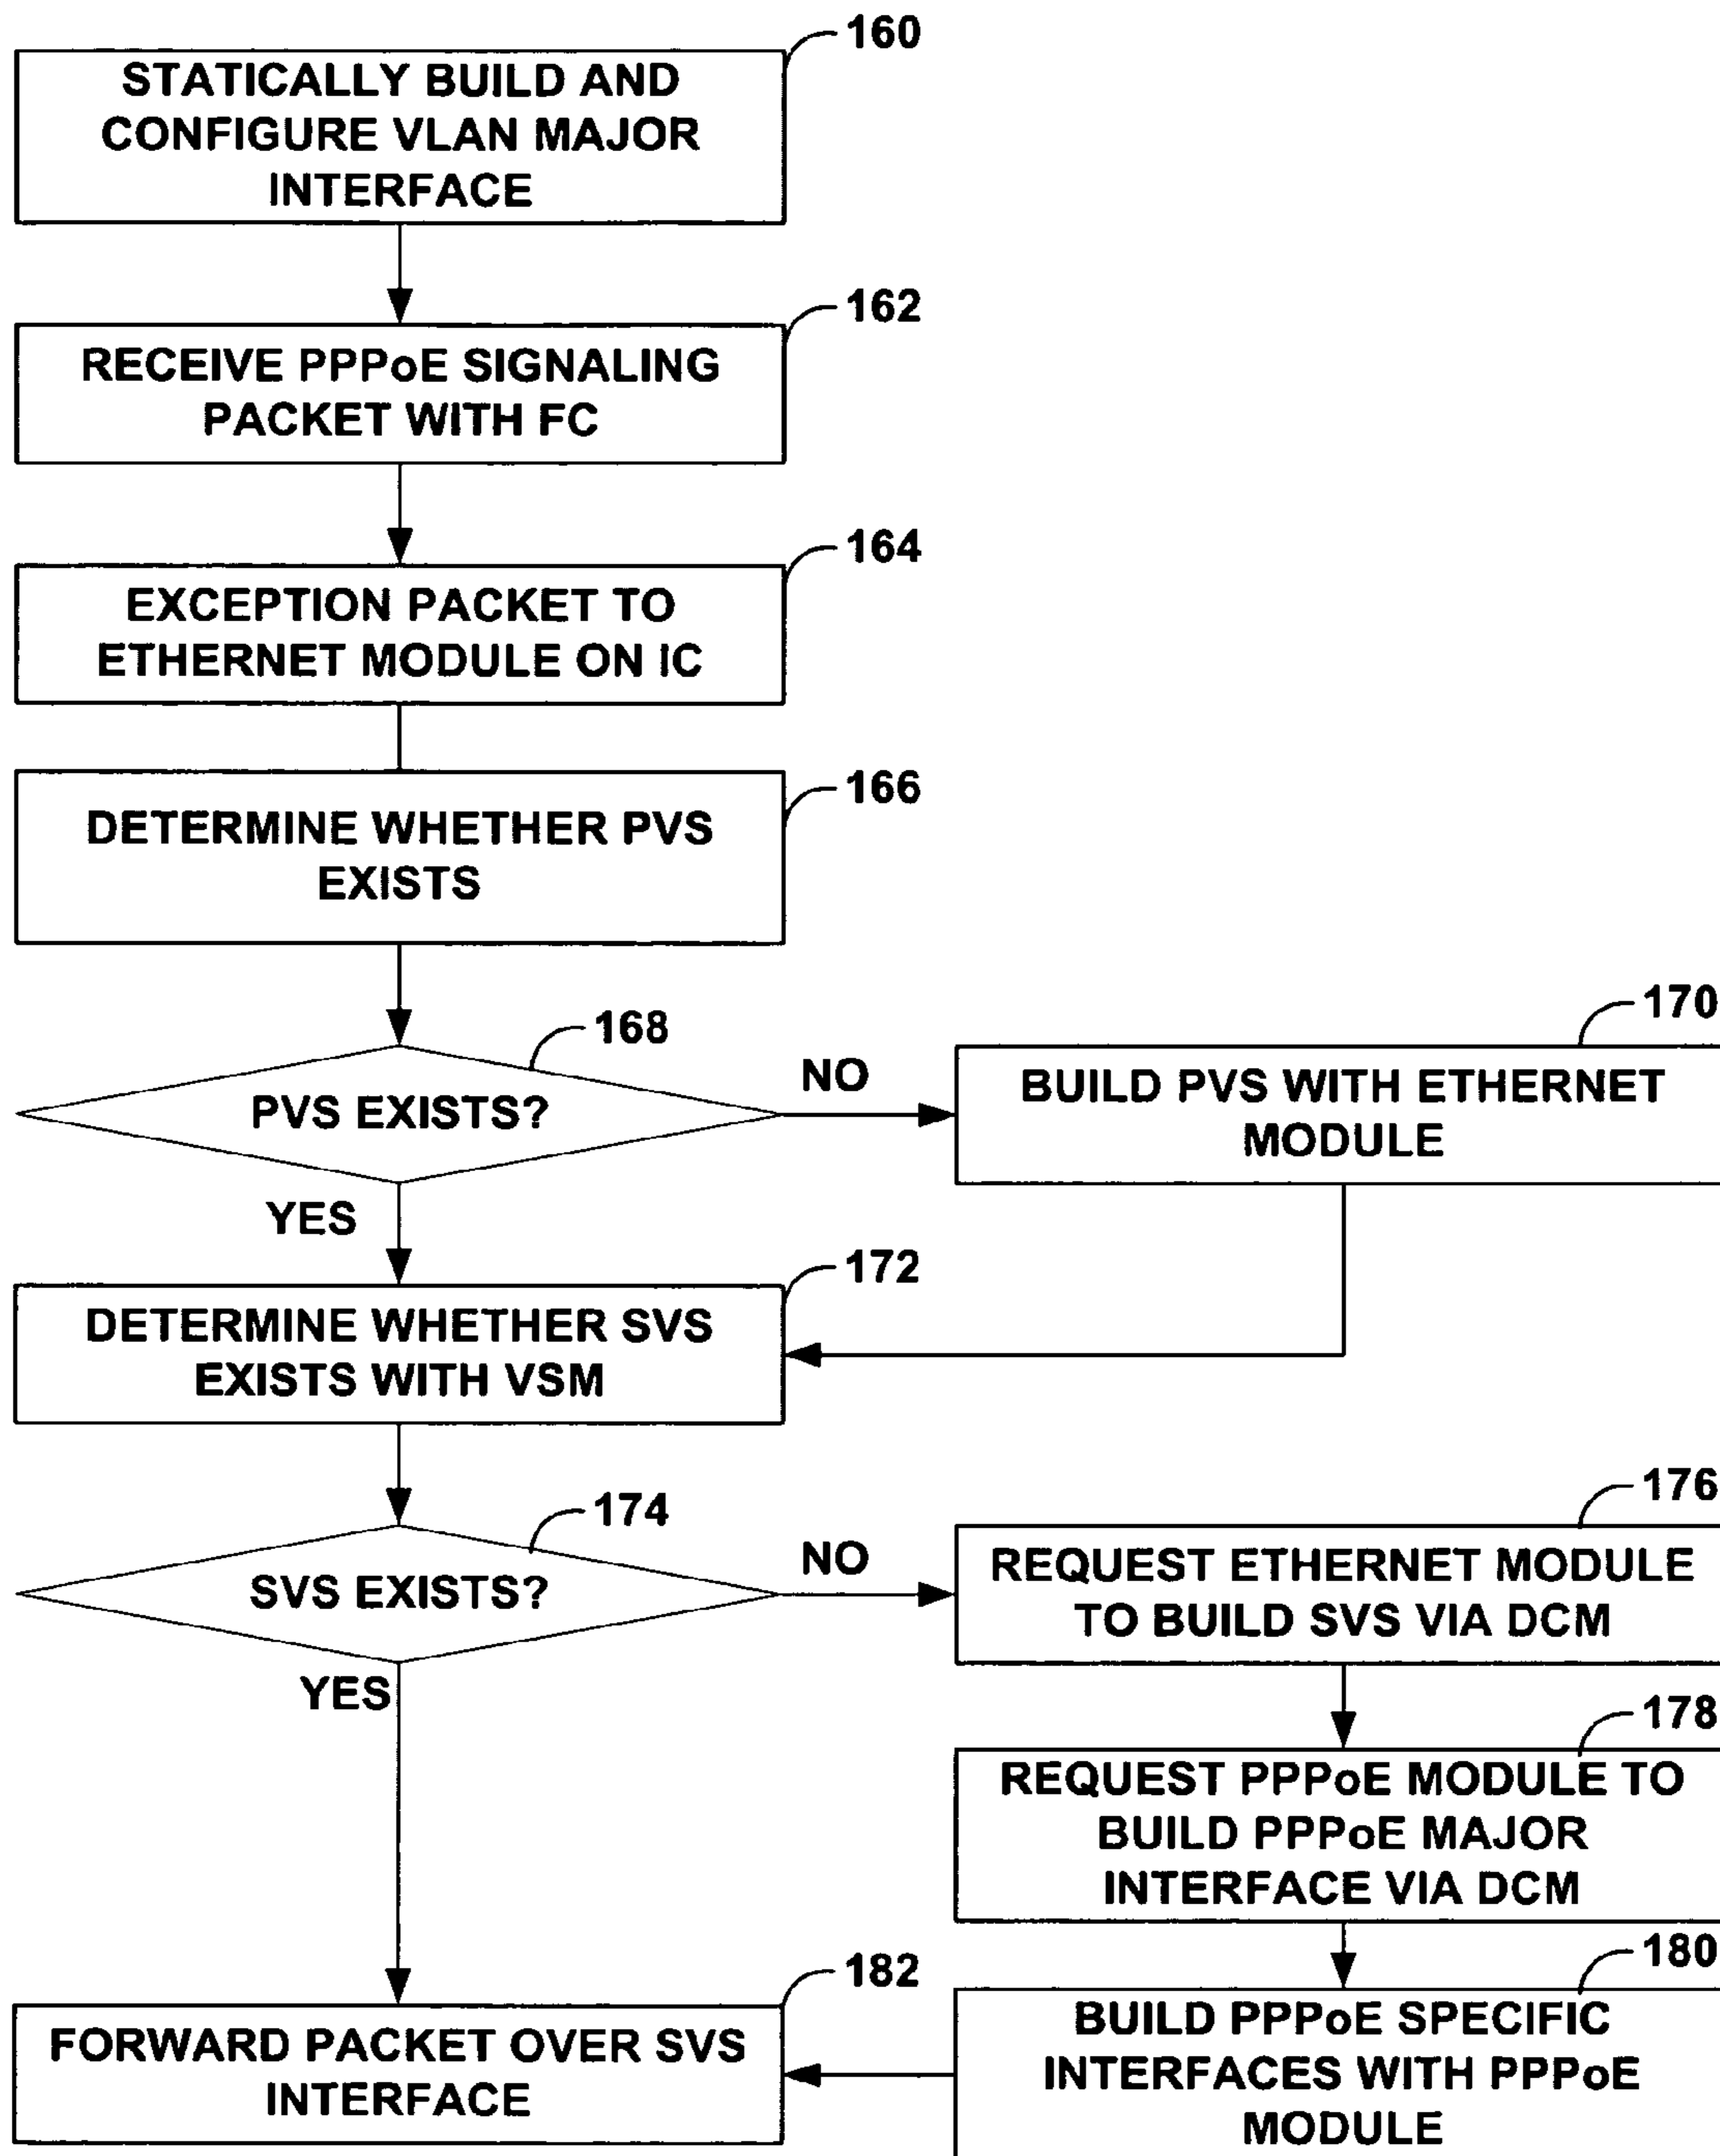 160
STATICALLY BUILD AND
CONFIGURE VLAN MAJOR
INTERFACE
162
RECEIVE PPPoE SIGNALING
PACKET WITH FC
164
EXCEPTION PACKET TO
ETHERNET MODULE ON IC
166
DETERMINE WHETHER PVS
EXISTS
168
PVS EXISTS?
NO
170
BUILD PVS WITH ETHERNET
MODULE
YES
172
DETERMINE WHETHER SVS
EXISTS WITH VSM
174
SVS EXISTS?
NO
176
REQUEST ETHERNET MODULE
TO BUILD SVS VIA DCM
YES
178
REQUEST PPPoE MODULE TO
BUILD PPPoE MAJOR
INTERFACE VIA DCM
180
BUILD PPPoE SPECIFIC
INTERFACES WITH PPPoE
MODULE
182
FORWARD PACKET OVER SVS
INTERFACE